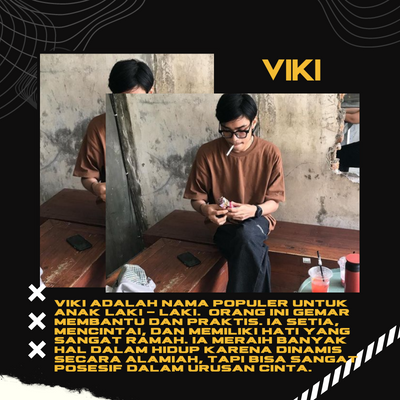 VIKI
VIKI ADALAH NAMA POPULER UNTUK
ANAK LAKI – LAKI. ORANG INI GEMAR
MEMBANTU DAN PRAKTIS. IA SETIA,
MENCINTAI, DAN MEMILIKI HATI YANG
SANGAT RAMAH. IA MERAIH BANYAK
HAL DALAM HIDUP KARENA DINAMIS
SECARA ALAMIAH, TAPI BISA SANGAT
POSESIF DALAM URUSAN CINTA.